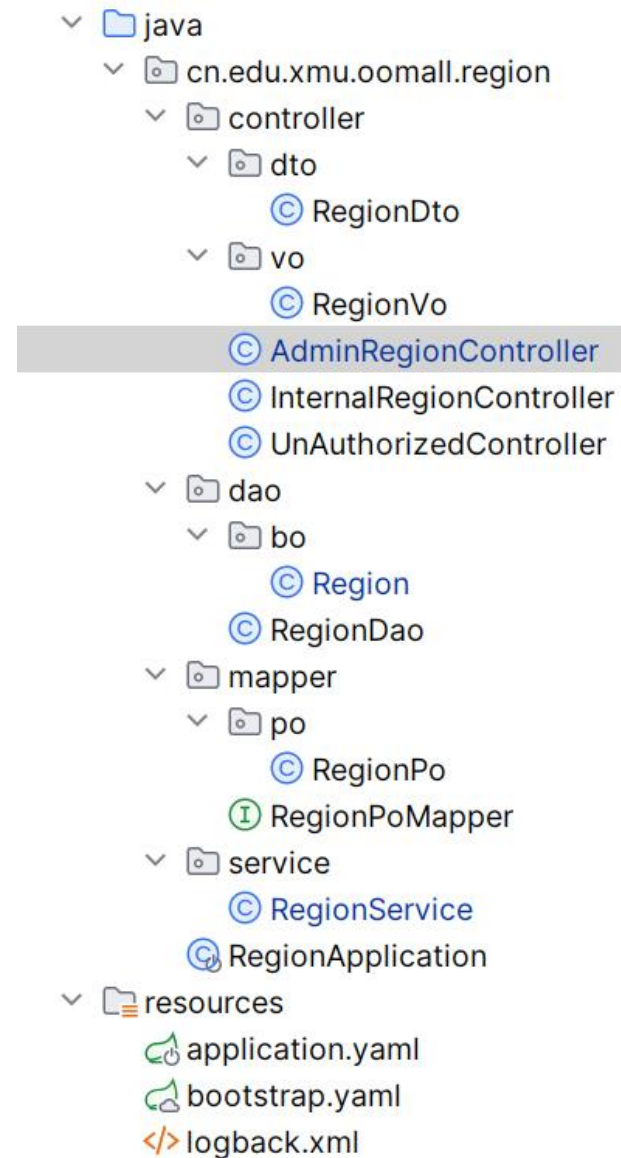 java
cn.edu.xmu.oomall.region
controller
dto
RegionDto
vo
RegionVo
AdminRegionController
InternalRegionController
UnAuthorizedController
dao
bo
Region
RegionDao
mapper
po
RegionPo
RegionPoMapper
service
RegionService
RegionApplication
resources
application.yaml
bootstrap.yaml
logback.xml